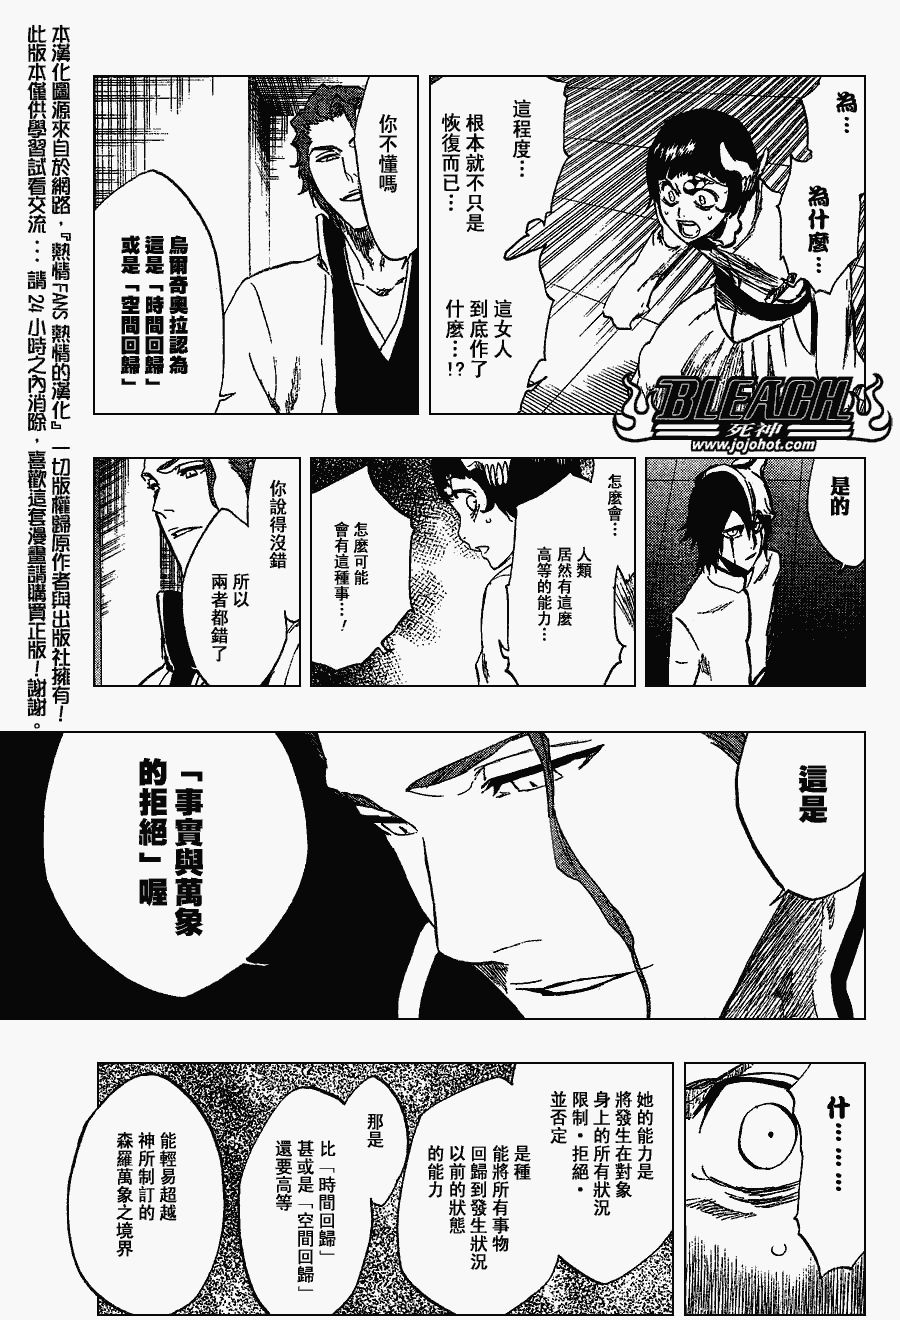 本漢化圖源來自於網路，『熱情FANS 熱情的漢化』 一切版權歸原作者與出版社擁有！
此版本僅供學習試看交流… 請 24 小時之內消除，喜歡這套漫畫請購買正版！謝謝。
為…
為什麼…
這程度…
根本就不只是
恢復而已…
這女人
到底作了
什麼…!?
BLEACH
死神
www.jojohot.com
你不懂嗎
烏爾奇奧拉認為
這是「時間回歸」
或是「空間回歸」
是的
怎麼會…
人類
居然有這麼
高等的能力…
怎麼可能
會有這種事…！
你說得沒錯
所以
兩者都錯了
這是
「事實與萬象
的拒絕」喔
什………
她的能力是
將發生在對象
身上的所有狀況
限制・拒絕・
並否定
是種
能將所有事物
回歸到發生狀況
以前的狀態
的能力
那是
比「時間回歸」
甚或是「空間回歸」
還要高等
能輕易超越
神所制訂的
森羅萬象之境界